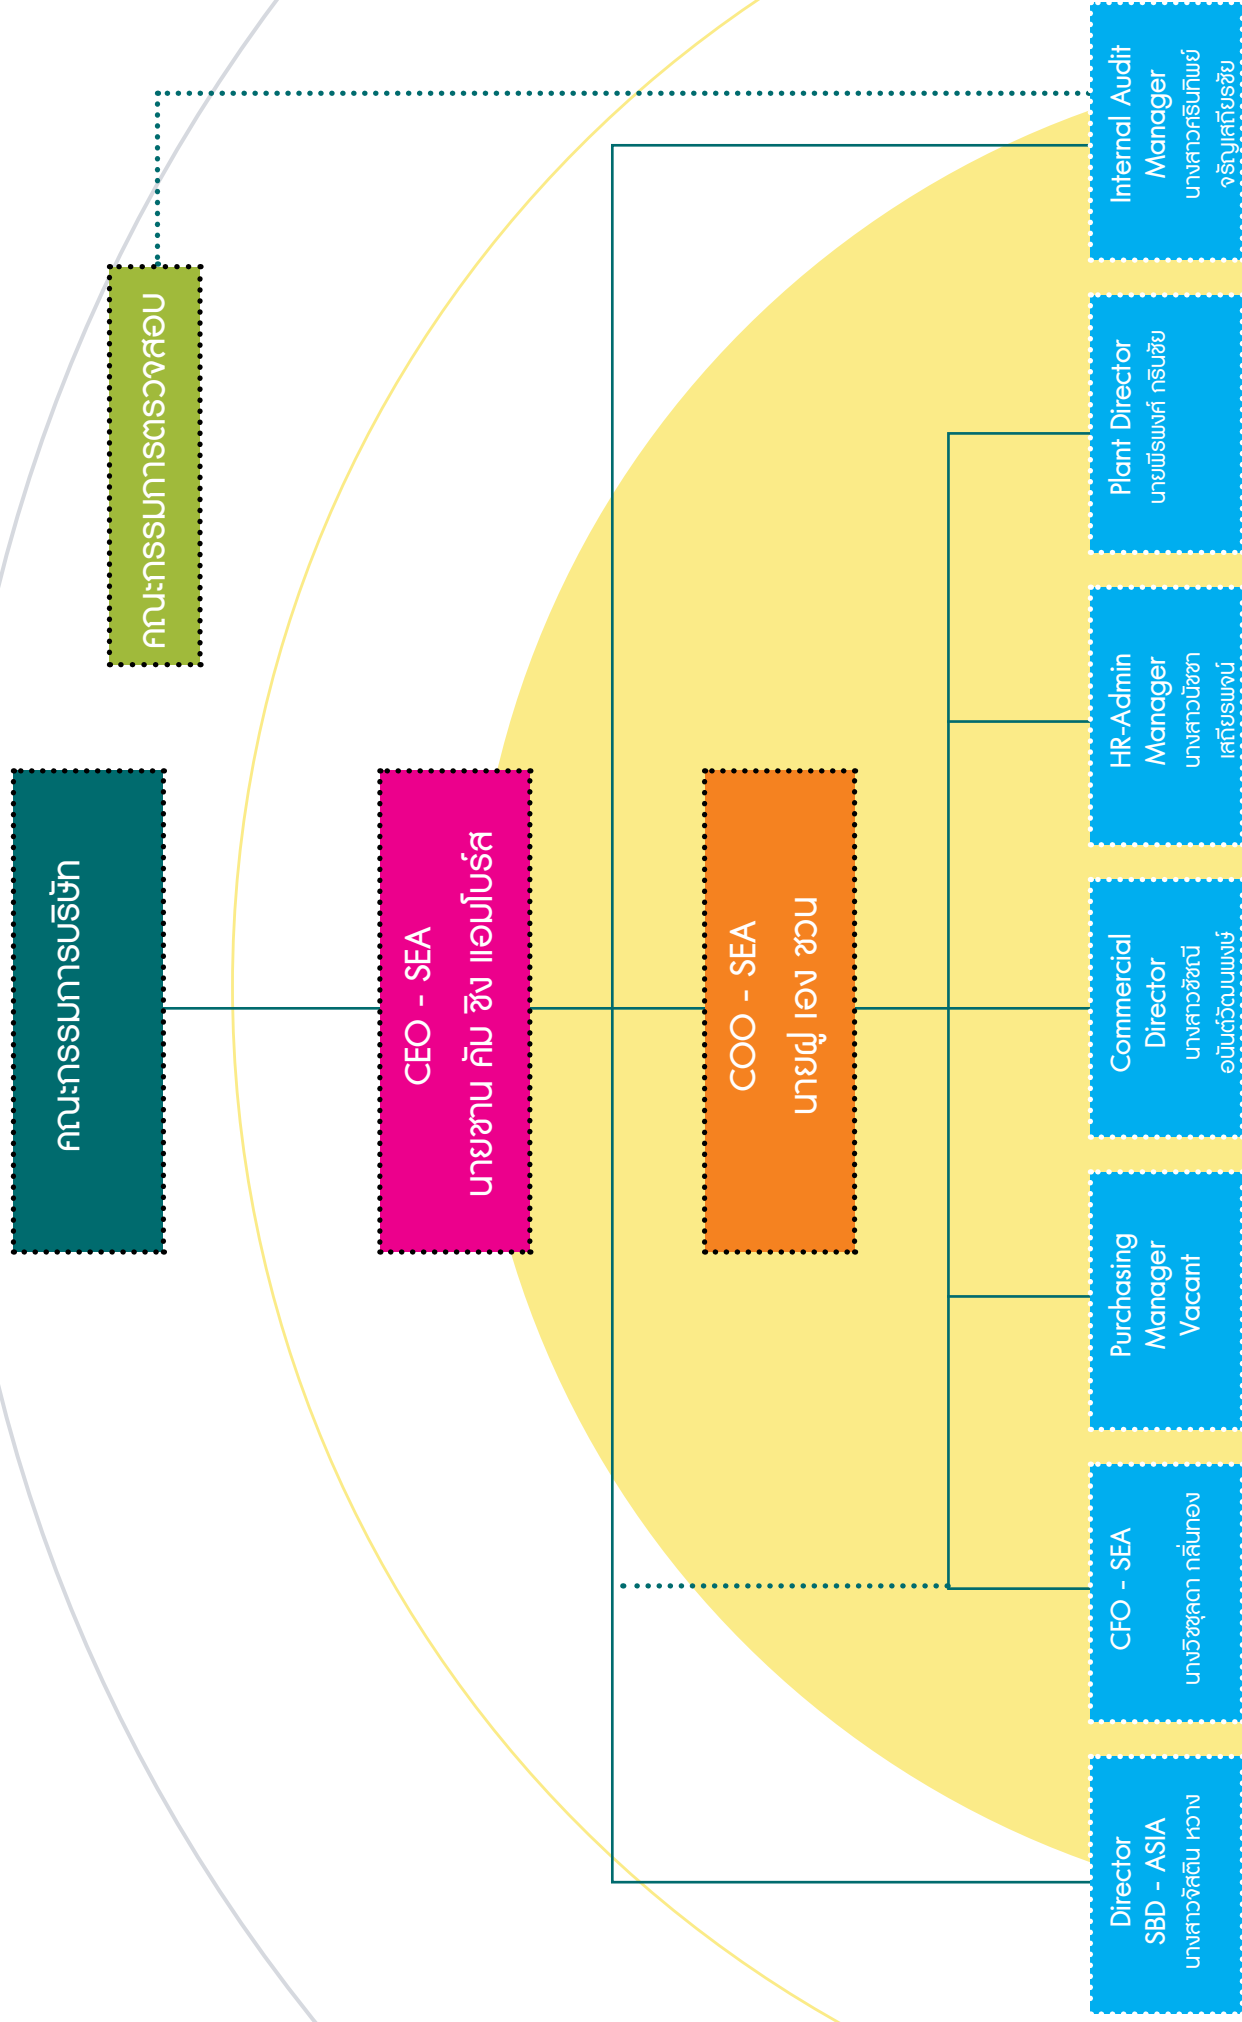 คณะกรรมการบริษัท
คณะกรรมการตรวจสอบ
CEO - SEA
นายชาน คัม ชิง แอมโบร์ส
COO - SEA
นายฟู่ เอง ฮวน
Director
SBD - ASIA
นางสาวจัสติน หวาง
CFO - SEA
นางวิชชุลดา กลิ่นทอง
Purchasing
Manager
Vacant
Commercial
Director
นางสาวชัชณี
อนันต์วัฒนพงษ์
HR-Admin
Manager
นางสาวนัชชา
เสถียรพจน์
Plant Director
นายพีรพงศ์ กรินชัย
Internal Audit
Manager
นางสาวศรินทิพย์
จรัญเสถียรชัย